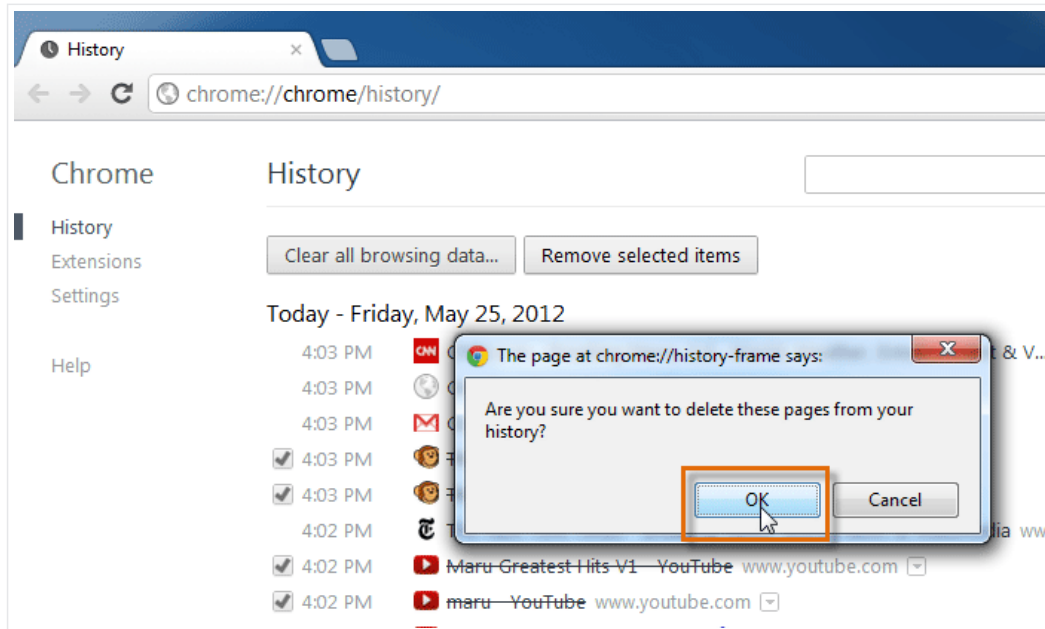 History
chrome://chrome/history/
Chrome
History
History
Extensions
Settings
Help
Clear all browsing data...
Remove selected items
Today - Friday, May 25, 2012
4:03 PM CNN
The page at chrome://history-frame says:
t & V...
4:03 PM
Are you sure you want to delete these pages from your
history?
4:03 PM
4:03 PM
4:03 PM
OK
Cancel
4:02 PM
dia ww
4:02 PM Maru Greatest Hits V1 - YouTube www.youtube.com
4:02 PM maru - YouTube www.youtube.com